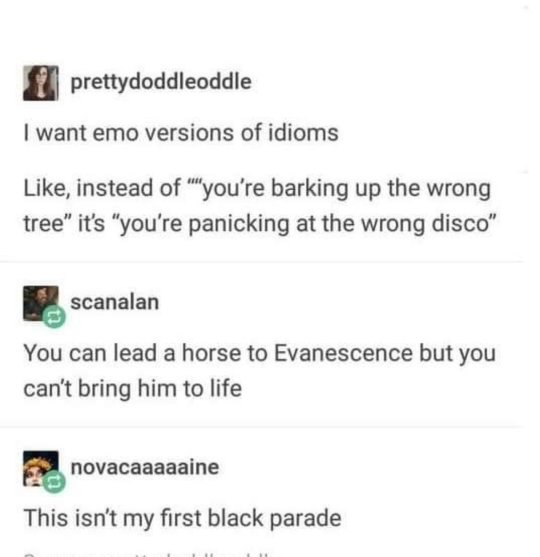 prettydoddleoddle
I want emo versions of idioms
Like, instead of ""you're barking up the wrong
tree" it's "you're panicking at the wrong disco"
scanalan
You can lead a horse to Evanescence but you
can't bring him to life
novacaaaaaine
This isn't my first black parade